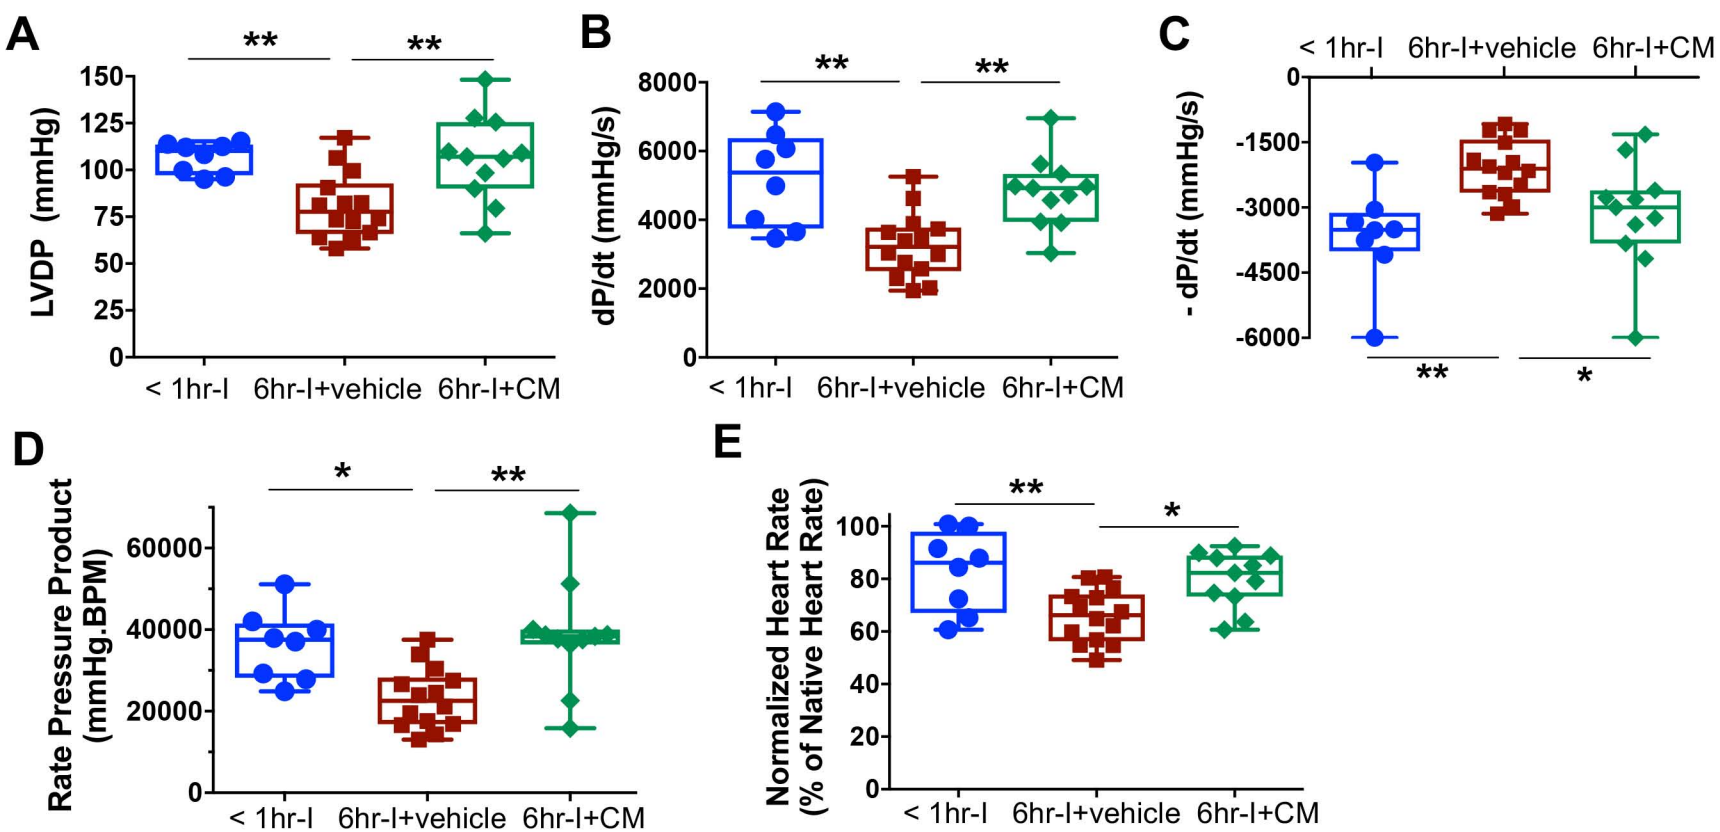 A
** **
150
125
100
75
50
25
0
LVDP (mmHg)
< 1hr-I 6hr-I+vehicle 6hr-I+CM
B
** **
8000
6000
4000
2000
0
dP/dt (mmHg/s)
< 1hr-I 6hr-I+vehicle 6hr-I+CM
C
< 1hr-I 6hr-I+vehicle 6hr-I+CM
0
-1500
-3000
-4500
-6000
- dP/dt (mmHg/s)
** *
D
* **
60000
40000
20000
0
Rate Pressure Product
(mmHg.BPM)
< 1hr-I 6hr-I+vehicle 6hr-I+CM
E
** *
100
80
60
40
20
0
Normalized Heart Rate
(% of Native Heart Rate)
< 1hr-I 6hr-I+vehicle 6hr-I+CM